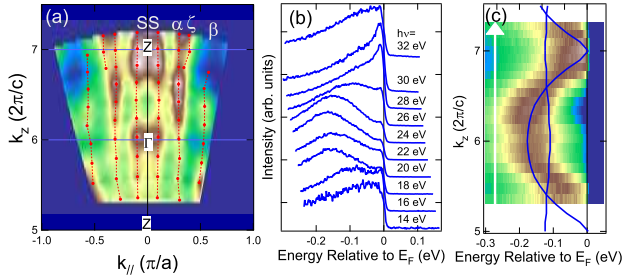 (a)
SS α ζ β
Z
Γ
Z
7
6
5
k_z (2π/c)
-1.0 -0.5 0.0 0.5 1.0
k_// (π/a)
(b)
hν=
32 eV
30 eV
28 eV
26 eV
24 eV
22 eV
20 eV
18 eV
16 eV
14 eV
Intensity (arb. units)
-0.2 -0.1 0.0 0.1
Energy Relative to E_F (eV)
(c)
7
6
5
k_z (2π/c)
-0.3 -0.2 -0.1 0
Energy Relative to E_F (eV)